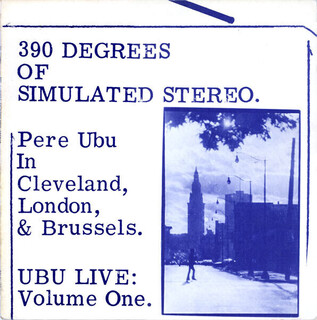 390 DEGREES
OF
SIMULATED STEREO.
Pere Ubu
In
Cleveland,
London,
& Brussels.
UBU LIVE:
Volume One.